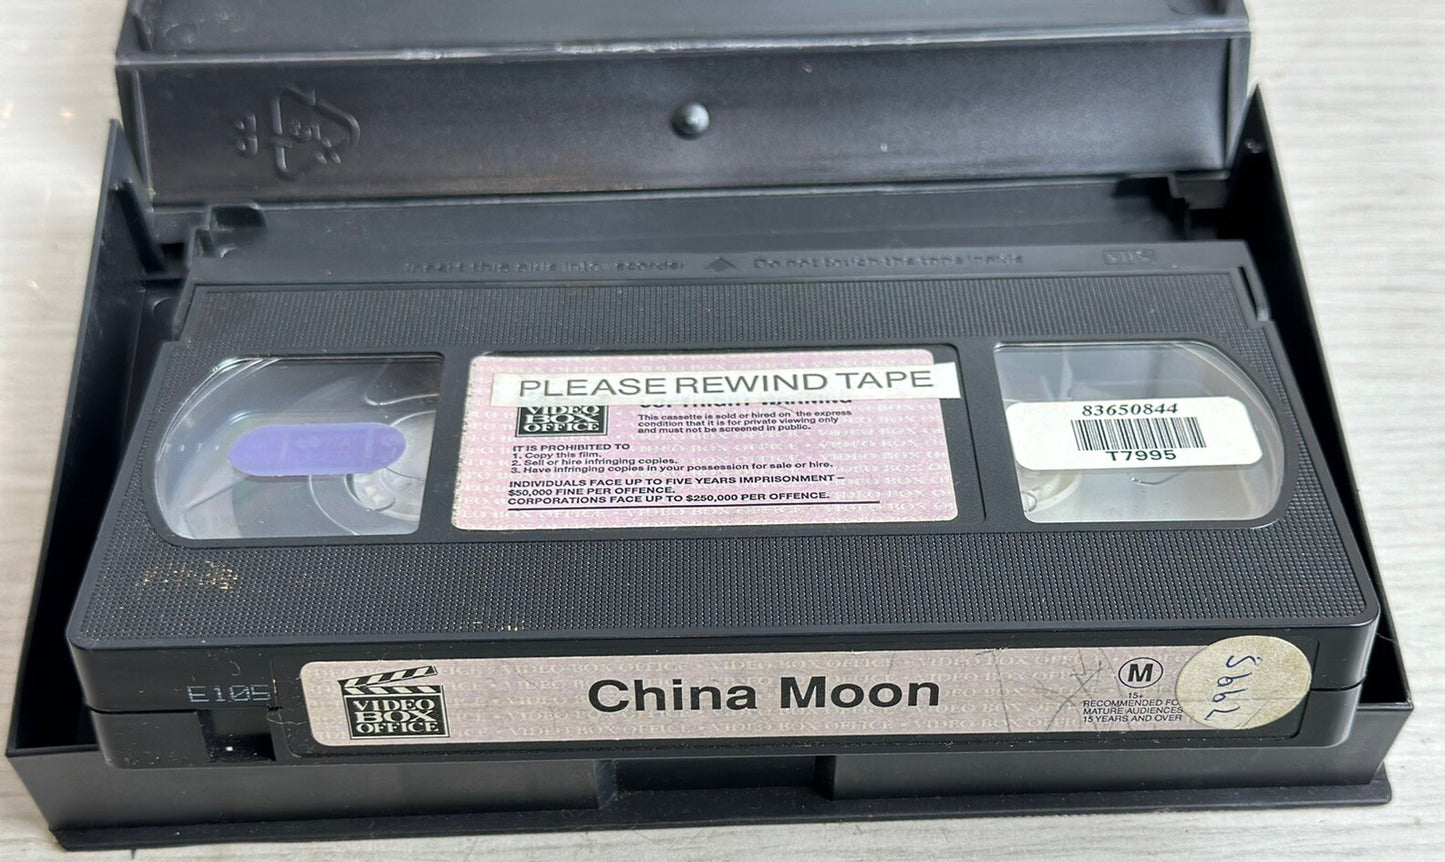 Insert this side into recorder Do not touch the tape inside VHS
PLEASE REWIND TAPE
COPYRIGHT WARNING
VIDEO
BOX
OFFICE
This cassette is sold or hired on the express
condition that it is for private viewing only
and must not be screened in public.
IT IS PROHIBITED TO
1. Copy this film.
2. Sell or hire infringing copies.
3. Have infringing copies in your possession for sale or hire.
INDIVIDUALS FACE UP TO FIVE YEARS IMPRISONMENT –
$50,000 FINE PER OFFENCE.
CORPORATIONS FACE UP TO $250,000 PER OFFENCE.
83650844
T7995
E105
VIDEO
BOX
OFFICE
China Moon
M
15+
RECOMMENDED FOR
MATURE AUDIENCES
15 YEARS AND OVER
7995